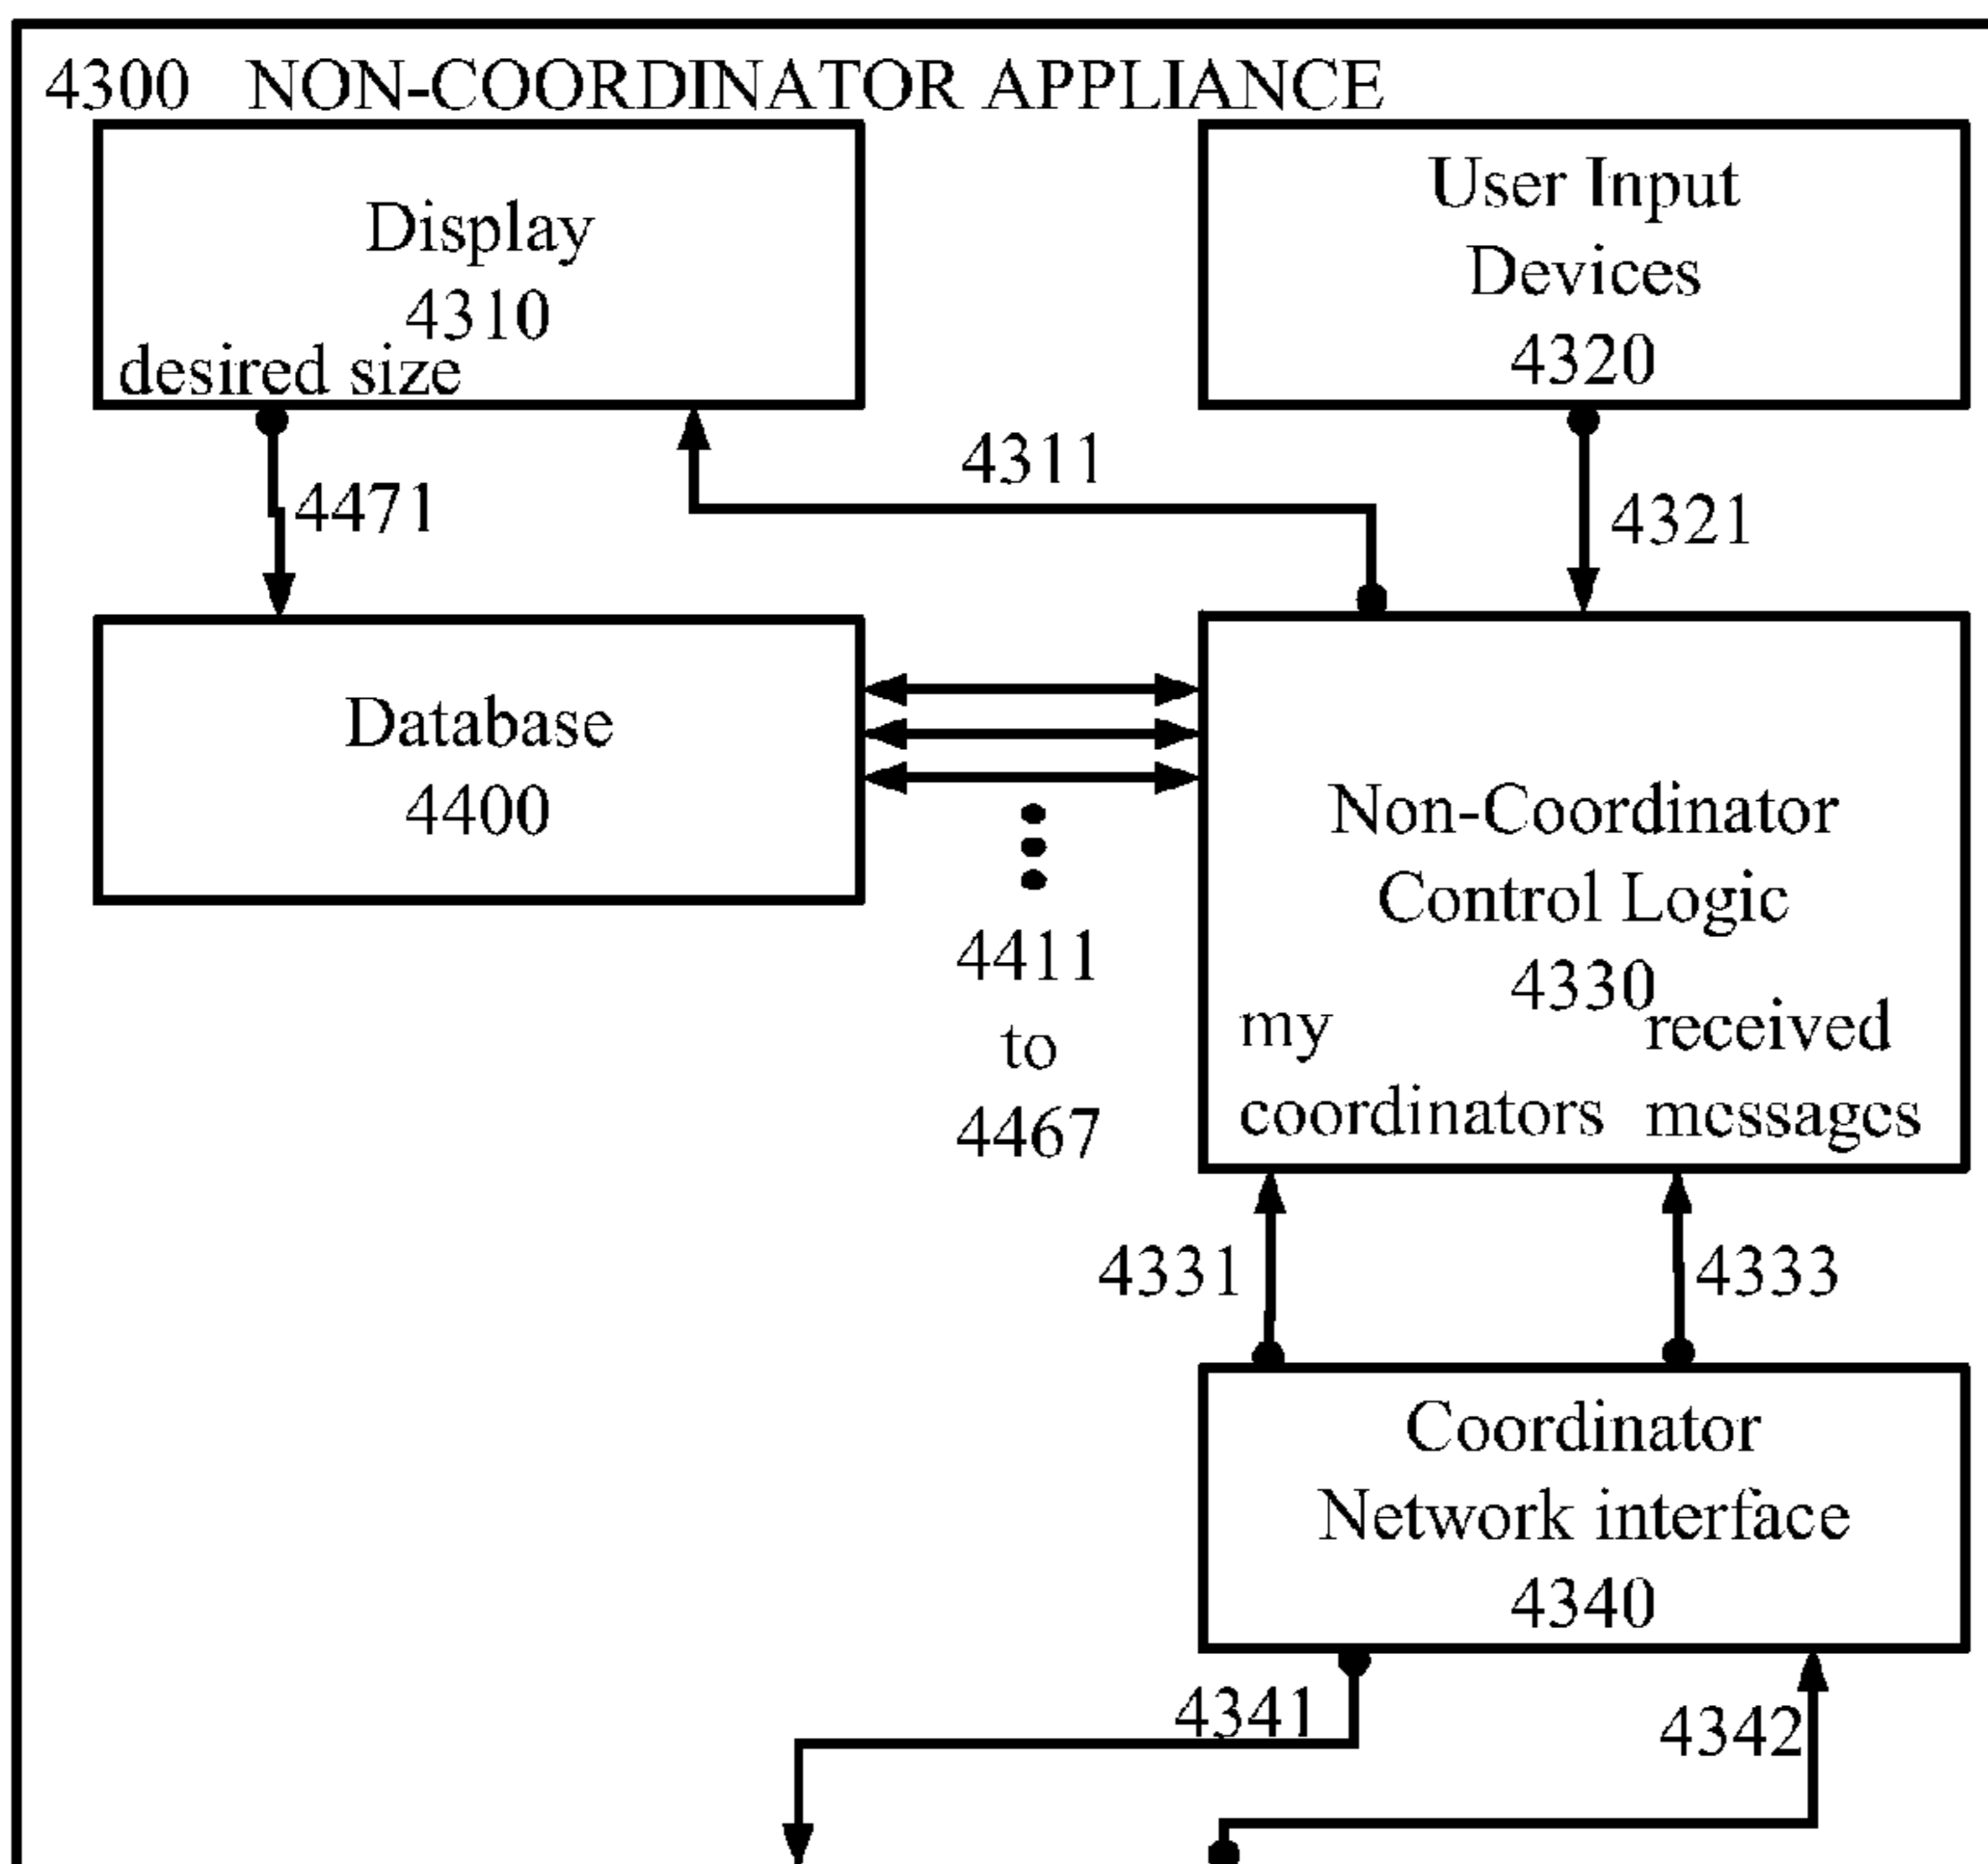 4300 NON-COORDINATOR APPLIANCE
Display
4310
desired size
User Input
Devices
4320
4471
4311
4321
Database
4400
4411
to
4467
Non-Coordinator
Control Logic
4330
my
coordinators
received
messages
4331
4333
Coordinator
Network interface
4340
4341
4342